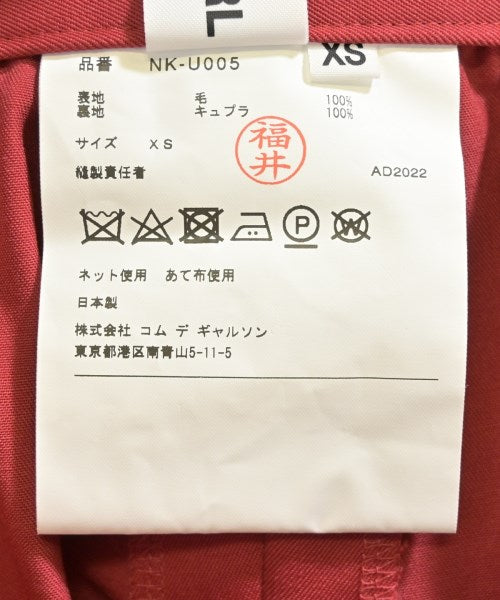 RL
XS
品番 NK-U005
表地 毛 100%
裏地 キュプラ 100%
サイズ XS
福井
縫製責任者 AD2022
P W
ネット使用 あて布使用
日本製
株式会社 コム デ ギャルソン
東京都港区南青山5-11-5